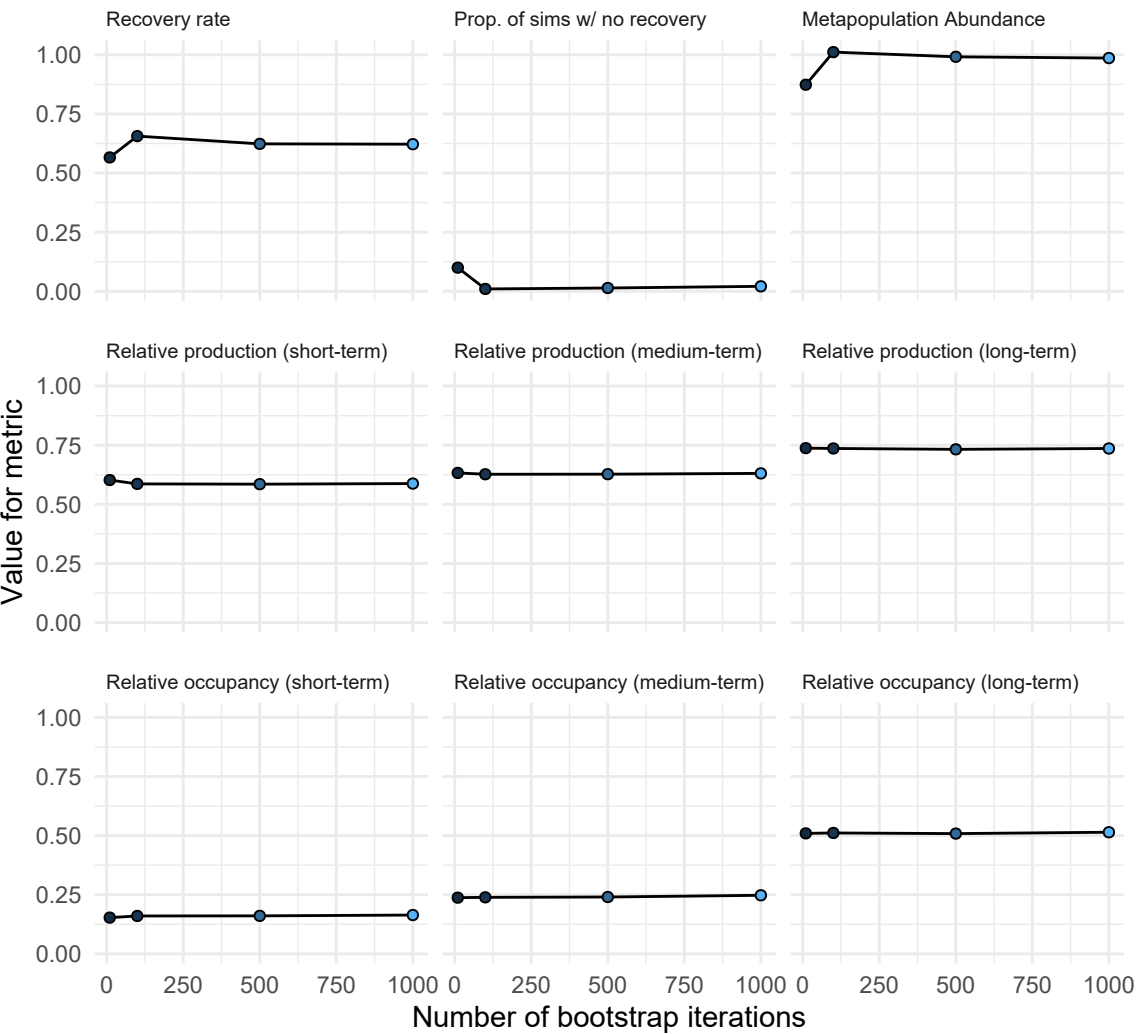 Recovery rate
Prop. of sims w/ no recovery
Metapopulation Abundance
1.00
0.75
0.50
0.25
0.00
Relative production (short-term)
Relative production (medium-term)
Relative production (long-term)
1.00
0.75
0.50
0.25
0.00
Value for metric
Relative occupancy (short-term)
Relative occupancy (medium-term)
Relative occupancy (long-term)
1.00
0.75
0.50
0.25
0.00
0 250 500 750 1000
0 250 500 750 1000
0 250 500 750 1000
Number of bootstrap iterations